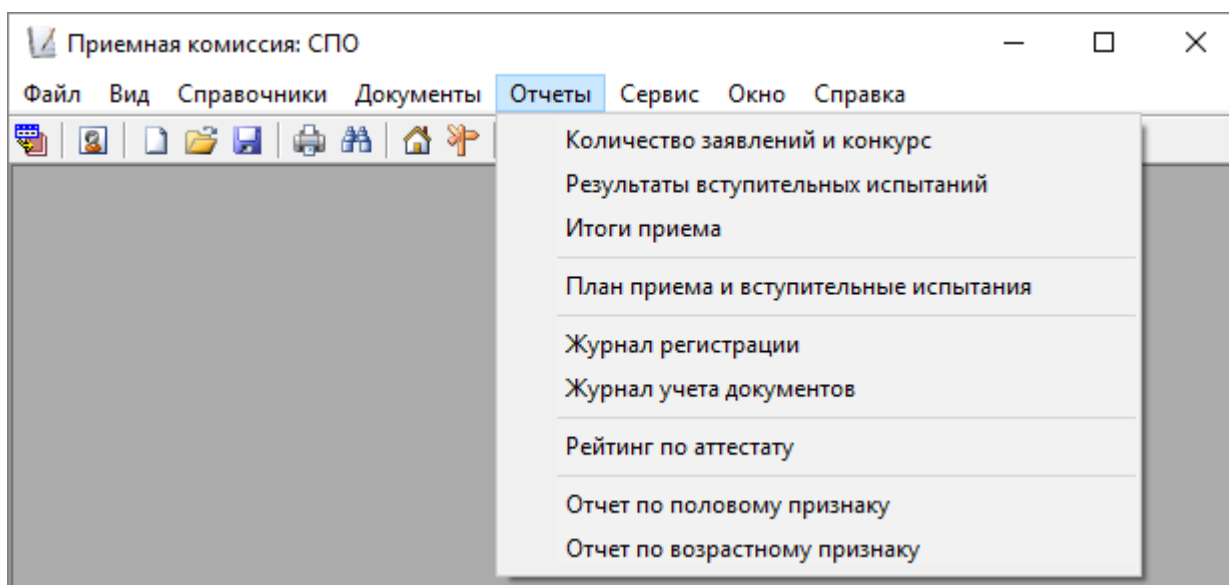 Приемная комиссия: СПО
Файл Вид Справочники Документы Отчеты Сервис Окно Справка
Количество заявлений и конкурс
Результаты вступительных испытаний
Итоги приема
План приема и вступительные испытания
Журнал регистрации
Журнал учета документов
Рейтинг по аттестату
Отчет по половому признаку
Отчет по возрастному признаку